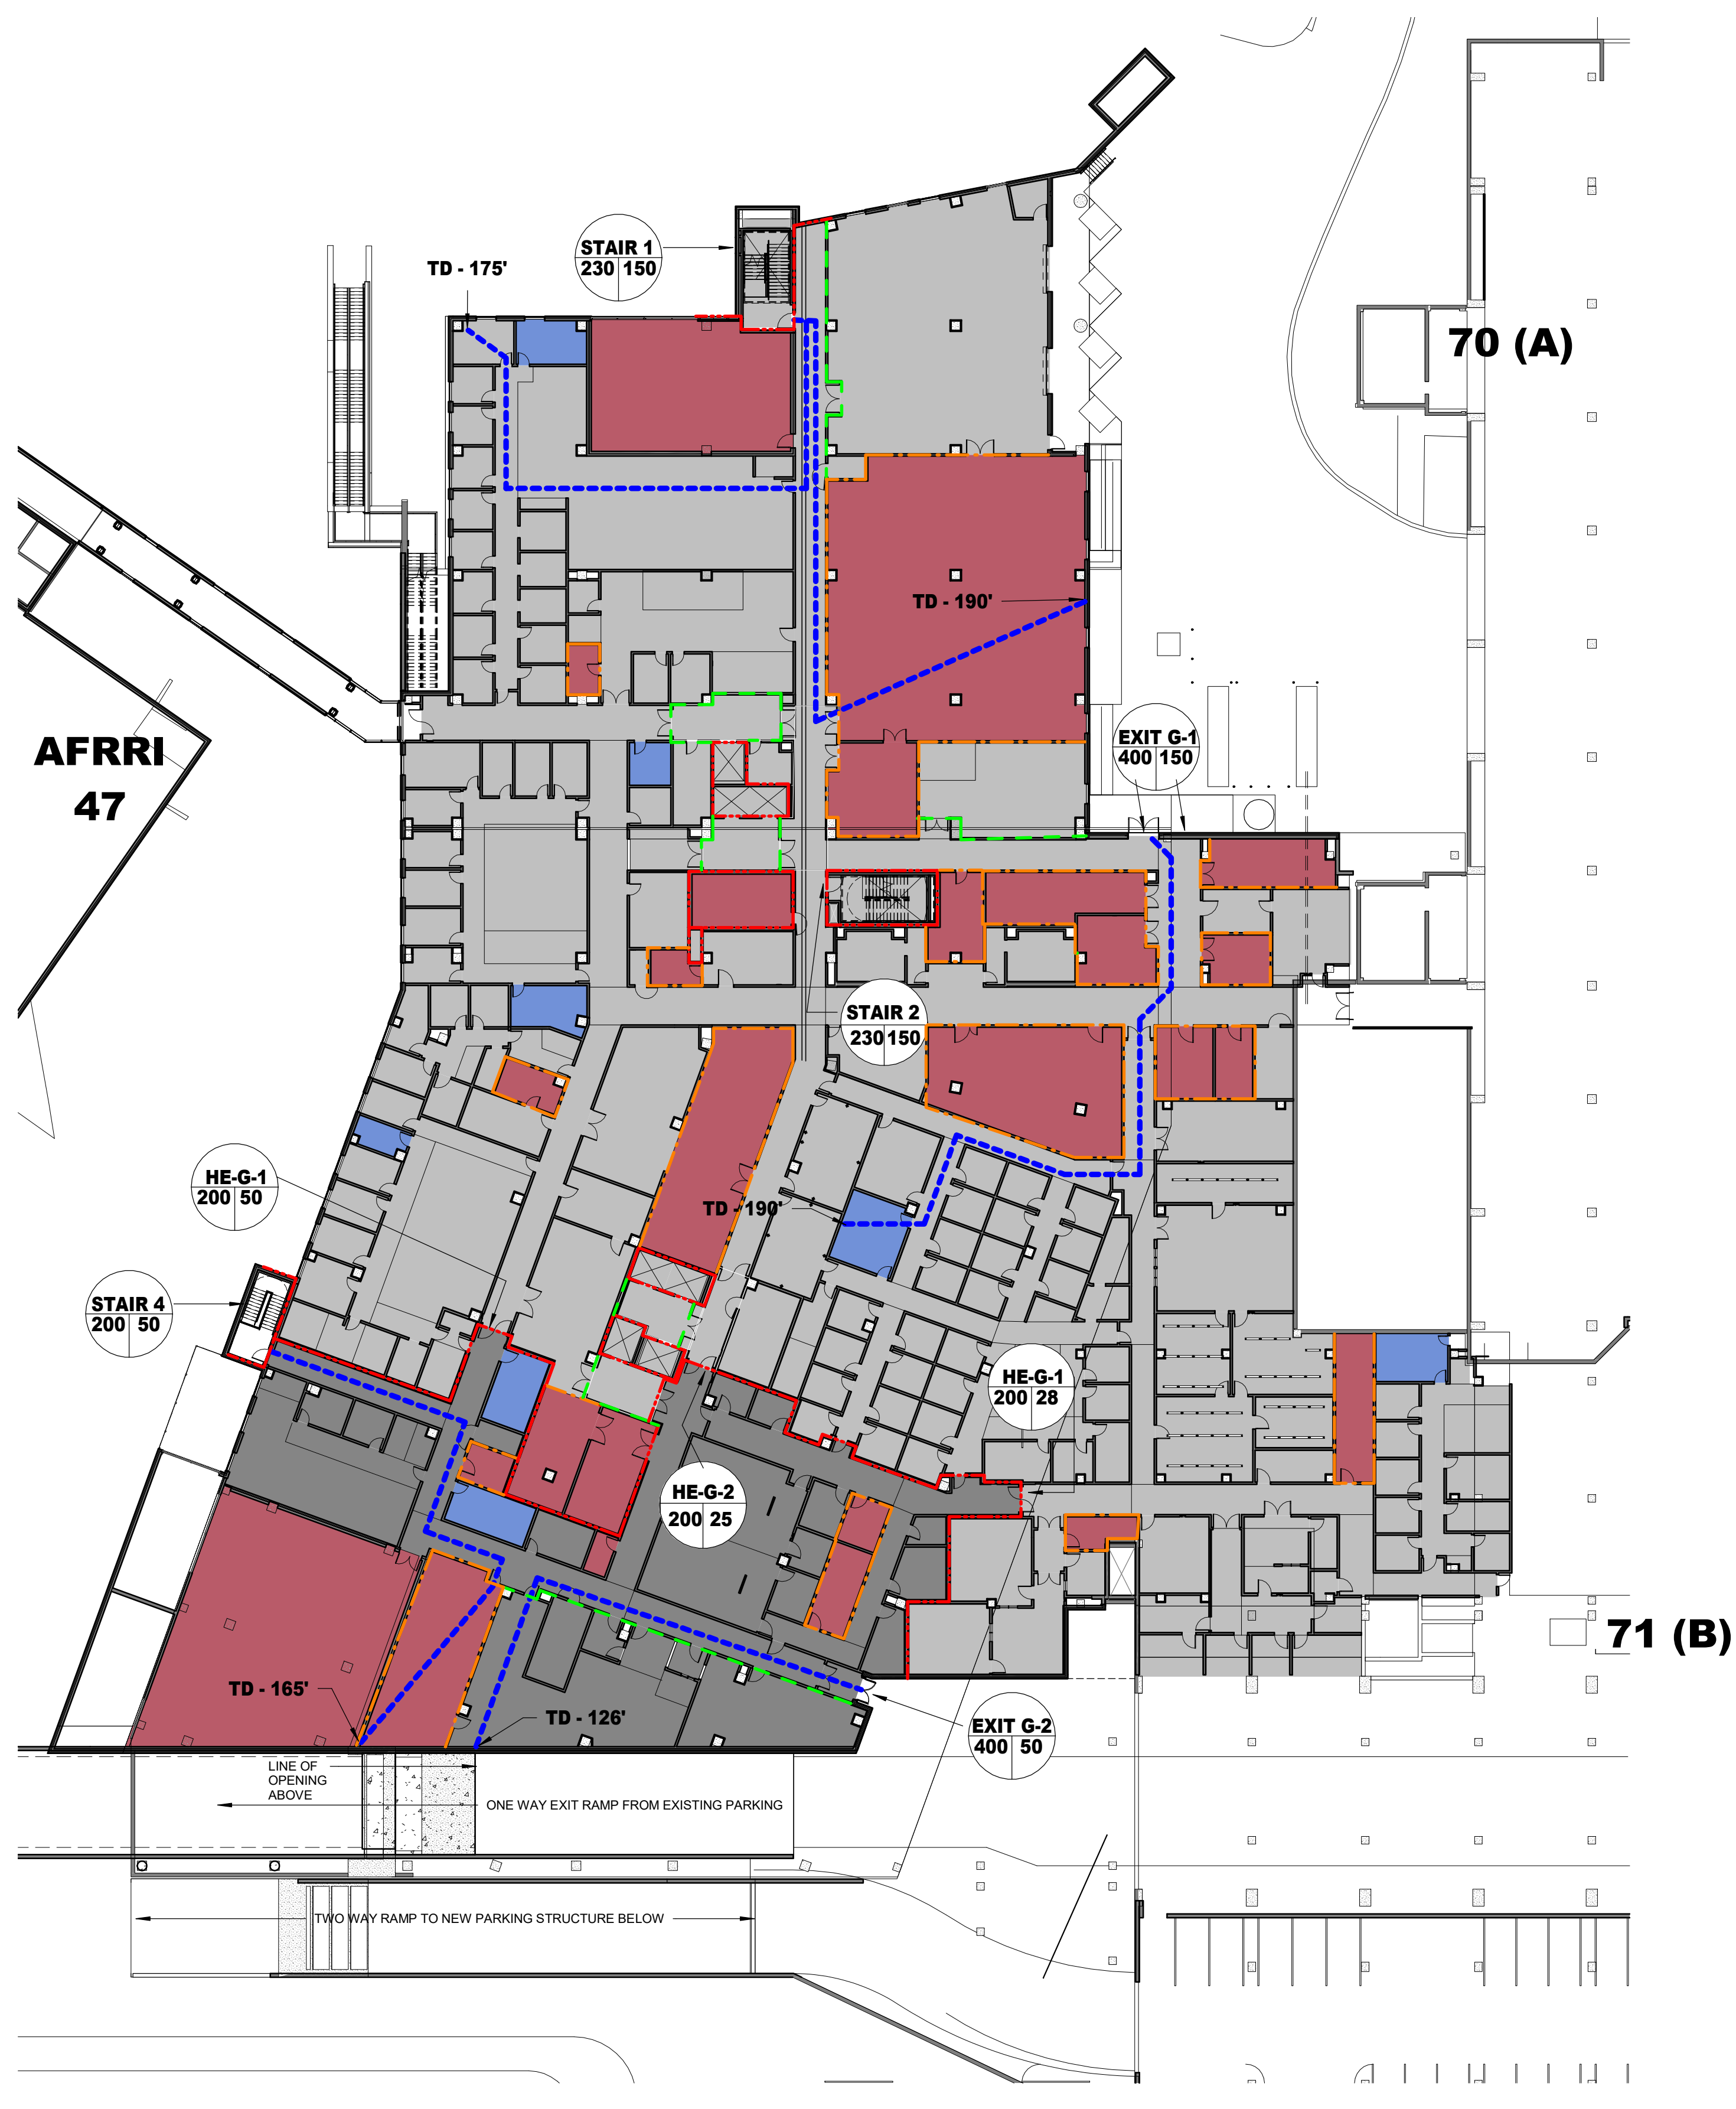 STAIR 1
230 150
TD - 175'
70 (A)
TD - 190'
AFRRI
47
EXIT G-1
400 150
STAIR 2
230 150
HE-G-1
200 50
TD - 190'
STAIR 4
200 50
HE-G-1
200 28
HE-G-2
200 25
71 (B)
TD - 165'
TD - 126'
EXIT G-2
400 50
LINE OF
OPENING
ABOVE
ONE WAY EXIT RAMP FROM EXISTING PARKING
TWO WAY RAMP TO NEW PARKING STRUCTURE BELOW